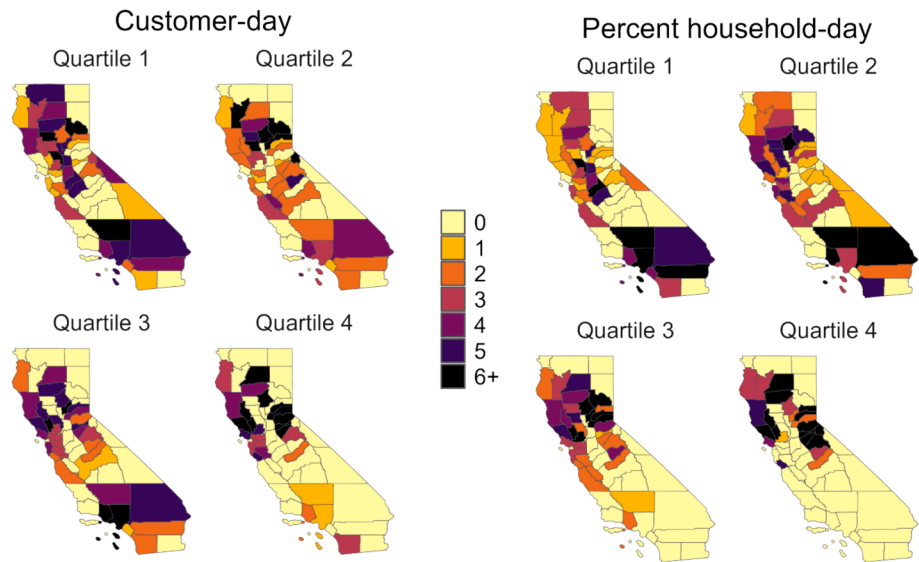 Customer-day
Quartile 1
Quartile 2
Quartile 3
Quartile 4
0
1
2
3
4
5
6+
Percent household-day
Quartile 1
Quartile 2
Quartile 3
Quartile 4